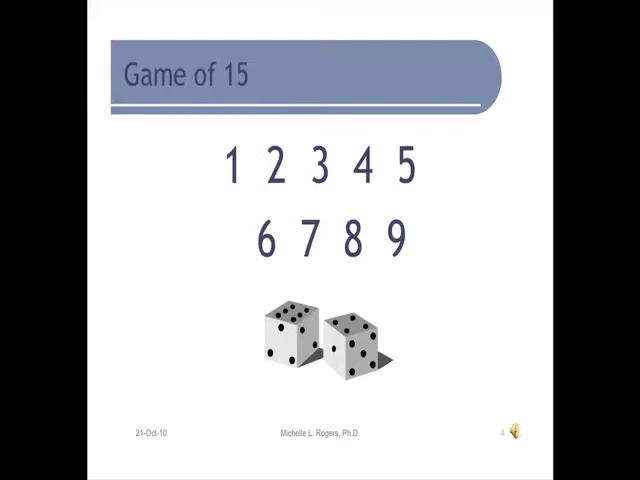 Game of 15
1 2 3 4 5
6 7 8 9
21-Oct-10
Michelle L. Rogers, Ph.D.
4